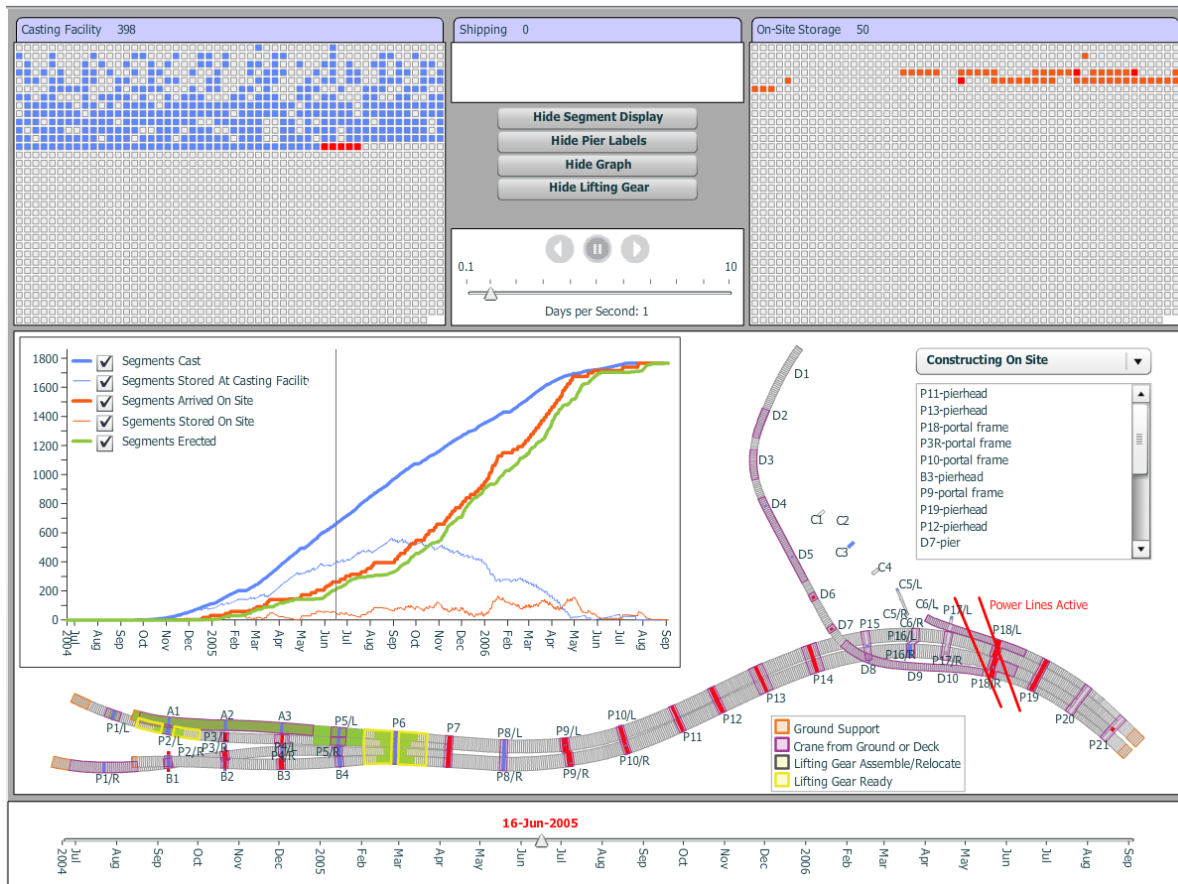 Casting Facility 398
Shipping 0
On-Site Storage 50
Hide Segment Display
Hide Pier Labels
Hide Graph
Hide Lifting Gear
0.1
10
Days per Second: 1
1800
1600
1400
1200
1000
800
600
400
200
0
Segments Cast
Segments Stored At Casting Facility
Segments Arrived On Site
Sgements Stored On Site
Segments Erected
Jul
2004
Aug
Sep
Oct
Nov
Dec
2005
Feb
Mar
Apr
May
Jun
Jul
Aug
Sep
Oct
Nov
Dec
2006
Feb
Mar
Apr
May
Jun
Jul
Aug
Sep
Constructing On Site
P11-pierhead
P13-pierhead
P18-portal frame
P3R-portal frame
P10-portal frame
B3-pierhead
P9-portal frame
P19-pierhead
P12-pierhead
D7-pier
D1
D2
D3
D4
D5
D6
D7
C1
C2
C3
C4
C5/L
C5/R
C6/L
C6/R
P17/L
Power Lines Active
P18/L
P15
P16/L
P16/R
P17/R
D8
D9
D10
P18/R
P19
P20
P21
P14
P13
P12
P11
P10/L
P10/R
P9/L
P9/R
P8/L
P8/R
P7
P6
P5/L
P5/R
A1
A2
A3
P1/L
P2/L
P3/L
P3/R
P2/R
P4/L
P4/R
P1/R
B1
B2
B3
B4
Ground Support
Crane from Ground or Deck
Lifting Gear Assemble/Relocate
Lifting Gear Ready
16-Jun-2005
2004
Jul
Aug
Sep
Oct
Nov
Dec
2005
Feb
Mar
Apr
May
Jun
Jul
Aug
Sep
Oct
Nov
Dec
2006
Feb
Mar
Apr
May
Jun
Jul
Aug
Sep